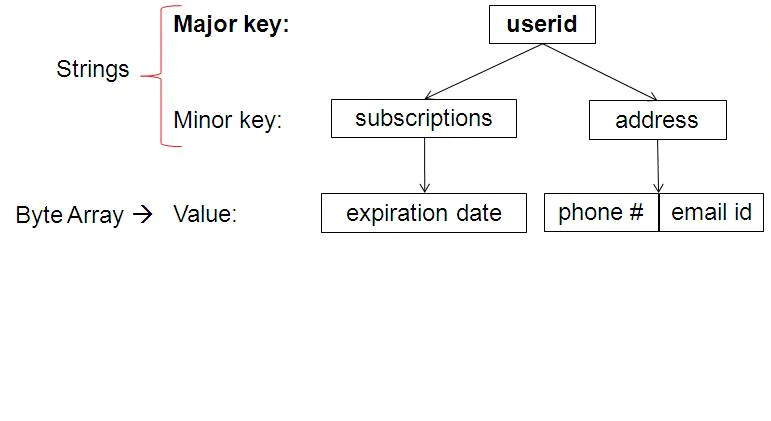 Major key: userid
Strings
Minor key: subscriptions address
Byte Array → Value: expiration date phone # email id